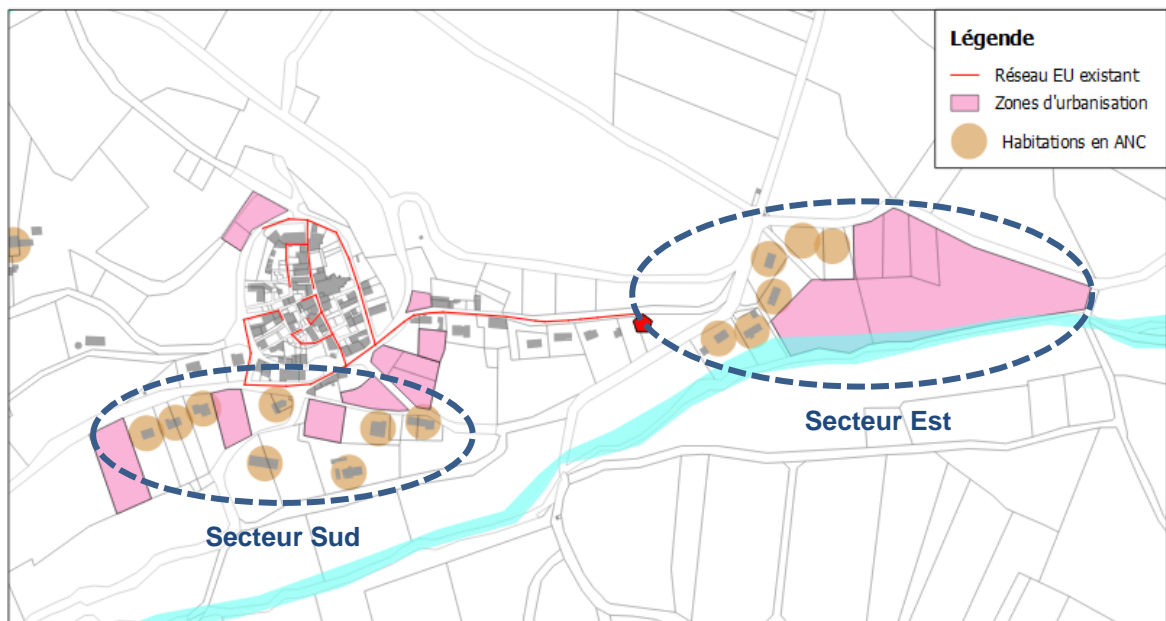 Légende
Réseau EU existant
Zones d'urbanisation
Habitations en ANC
Secteur Est
Secteur Sud